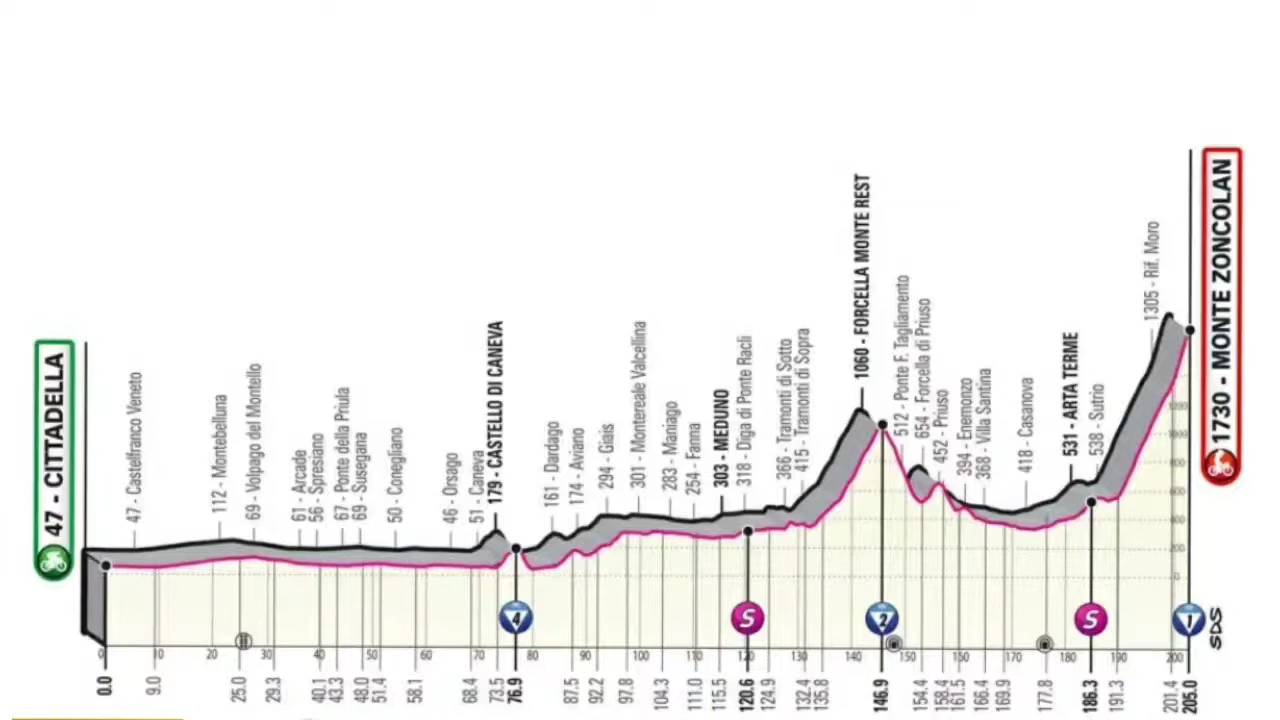 47 - CITTADELLA
47 - Castelfranco Veneto
112 - Montebelluna
69 - Volpago del Montello
61 - Arcade
56 - Spresiano
67 - Ponte della Priula
69 - Susegana
50 - Conegliano
46 - Orsago
51 - Caneva
179 - CASTELLO DI CANEVA
161 - Dardago
174 - Aviano
294 - Giais
301 - Montereale Valcellina
283 - Maniago
254 - Fanna
303 - MEDUNO
318 - Diga di Ponte Racli
366 - Tramonti di Sotto
415 - Tramonti di Sopra
1060 - FORCELLA MONTE REST
512 - Ponte F. Tagliamento
654 - Forcella di Priuso
452 - Priuso
394 - Enemonzo
368 - Villa Santina
418 - Casanova
531 - ARTA TERME
538 - Sutrio
1305 - Rif. Moro
1730 - MONTE ZONCOLAN
1000
800
600
400
200
0
4
S
2
S
1
SDS
0 10 20 30 40 50 60 70 80 90 100 110 120 130 140 150 150 170 180 190 200
0.0 9.0 25.0 29.3 40.1 43.3 48.0 51.4 58.1 68.4 73.5 76.9 87.5 92.2 97.8 104.3 111.0 115.5 120.6 124.9 132.4 135.8 146.9 154.4 158.4 161.5 166.4 169.9 177.8 186.3 191.3 201.4 205.0